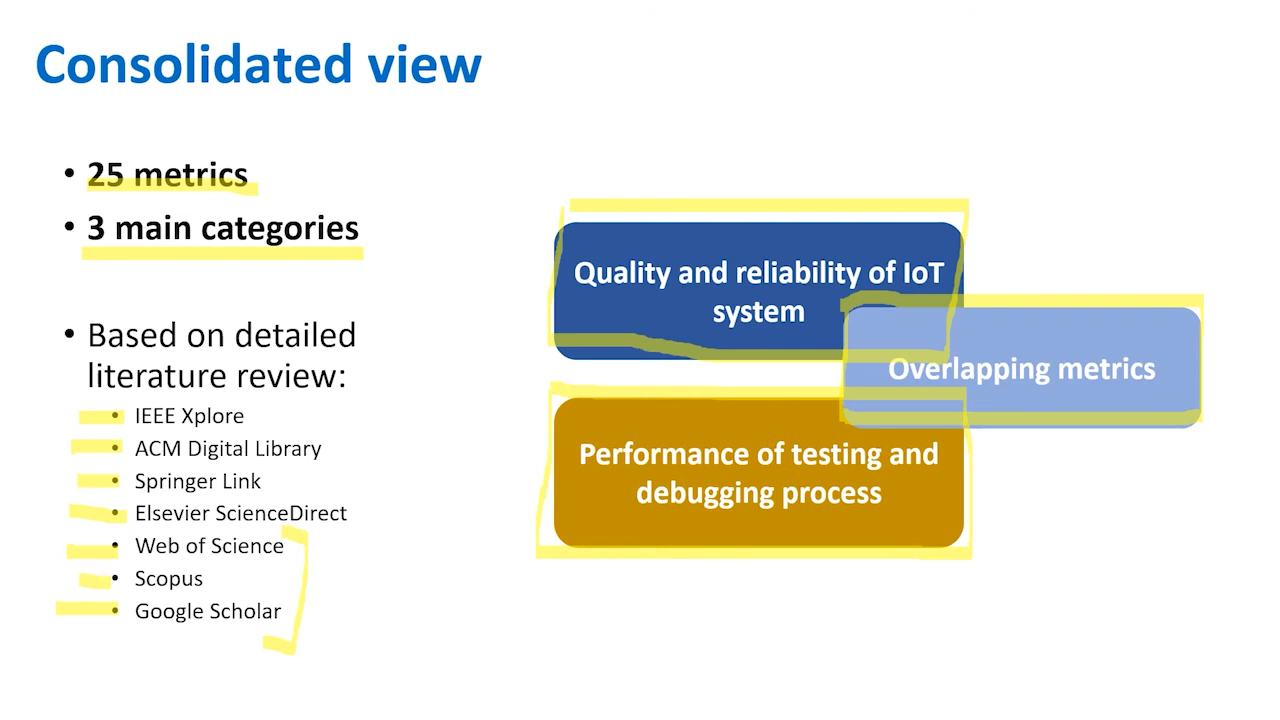 Consolidated view
• 25 metrics
• 3 main categories
• Based on detailed
literature review:
• IEEE Xplore
• ACM Digital Library
• Springer Link
• Elsevier ScienceDirect
• Web of Science
• Scopus
• Google Scholar
Quality and reliability of IoT
system
Overlapping metrics
Performance of testing and
debugging process